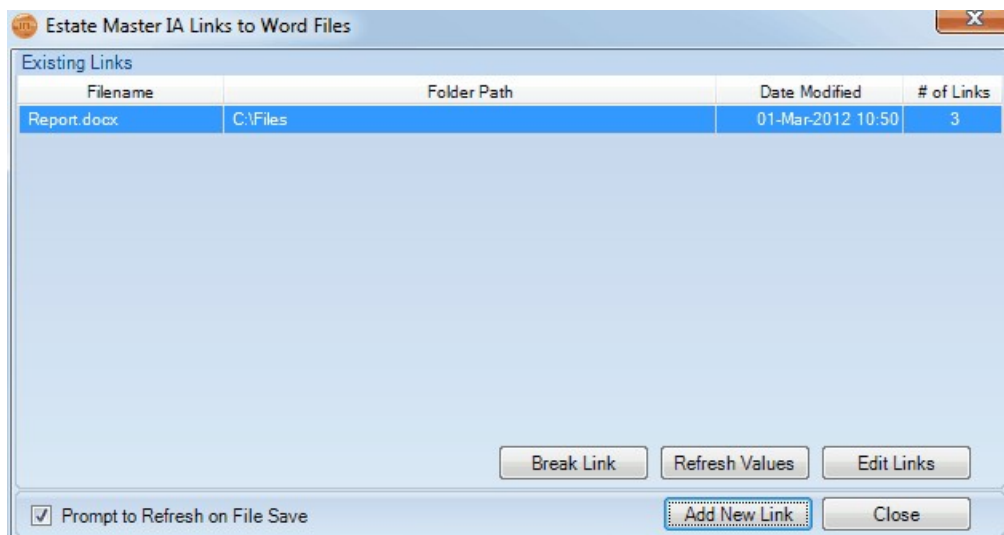 Estate Master IA Links to Word Files
Existing Links
Filename Folder Path Date Modified # of Links
Report.docx C:\Files 01-Mar-2012 10:50 3
Break Link Refresh Values Edit Links
Prompt to Refresh on File Save Add New Link Close